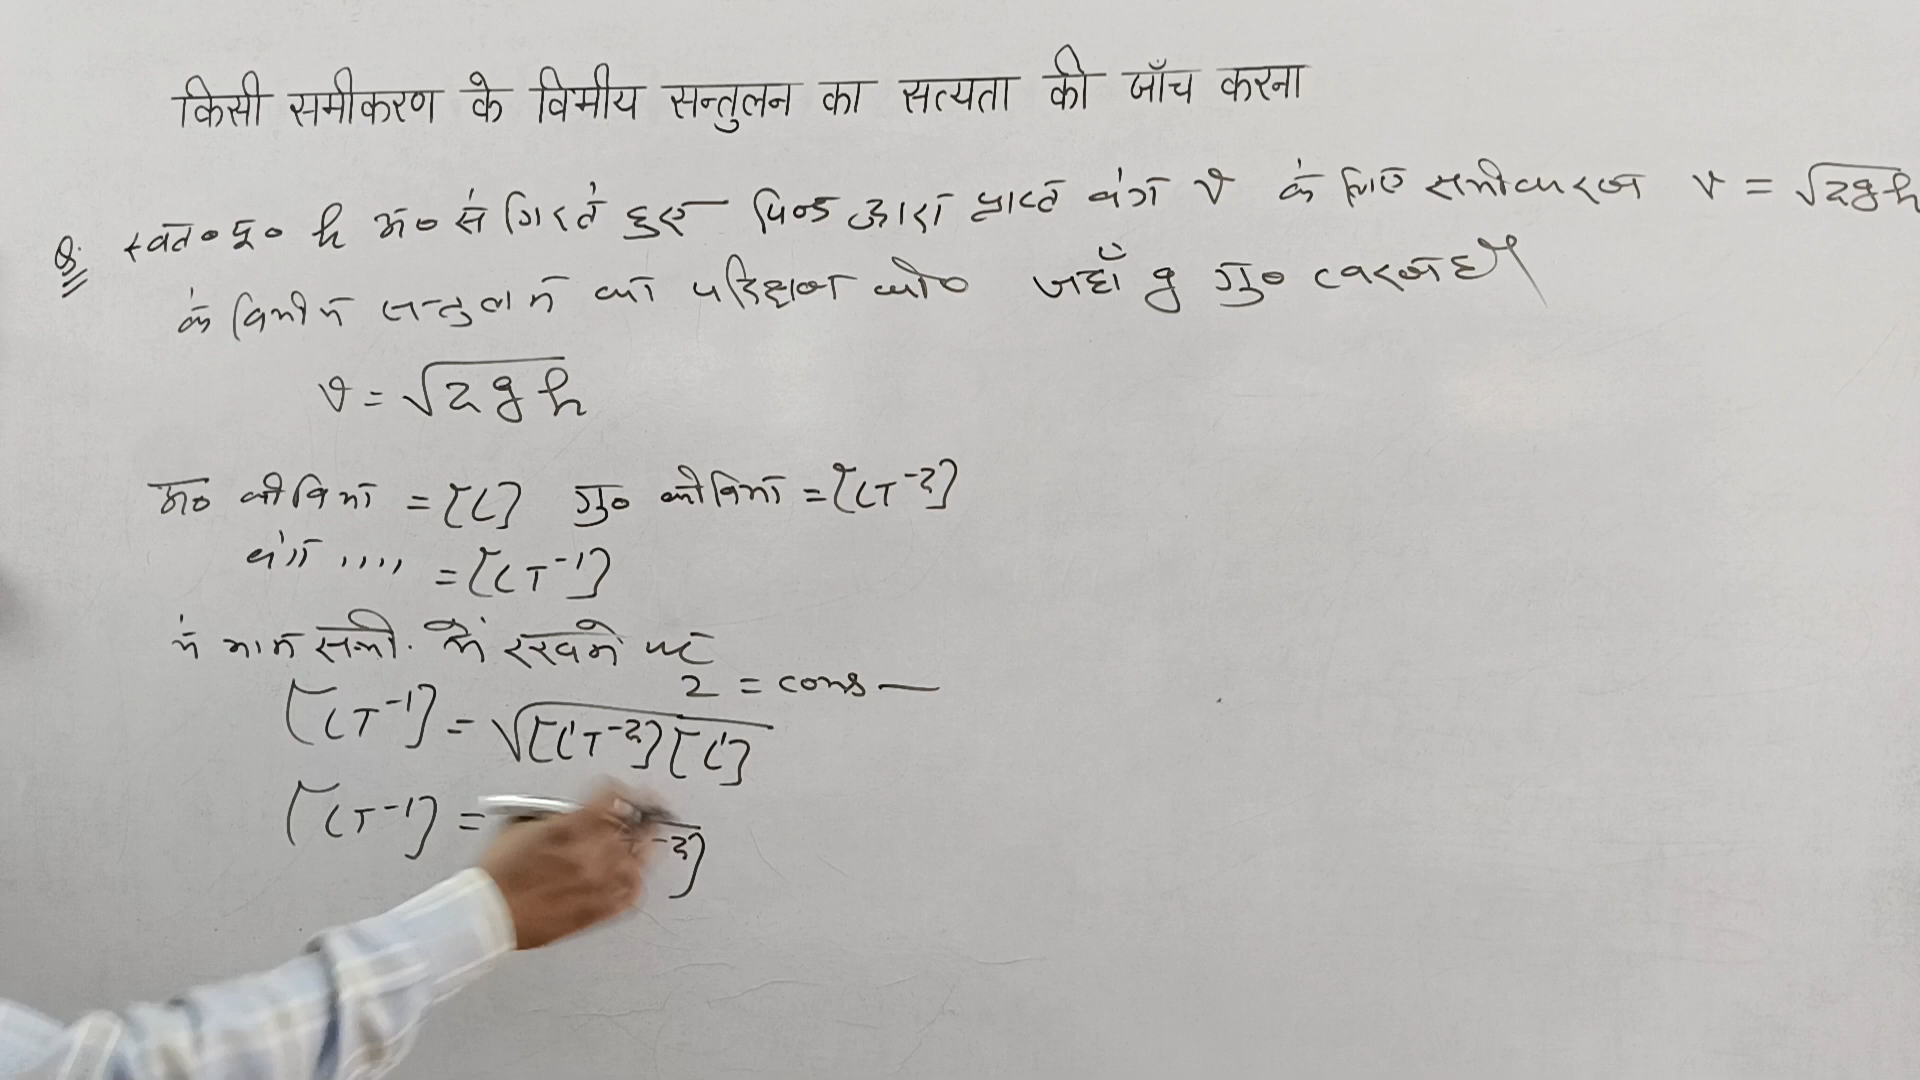 किसी समीकरण के विमीय सन्तुलन का सत्यता की जाँच करना
Q. स्वत० पू० h ऊ० से गिरते हुए पिन्ड द्वारा प्राप्त वेग v के लिए समीकरण v = √2gh
के विमीय सन्तुलन का परिक्षण करे० जहाँ g गु० त्वरण है।
v = √2gh
ऊ० की विमा = [L] गु० की विमा = [LT⁻²]
वेग ,,,, = [LT⁻¹]
ये मान समी. में रखने पर
2 = cons —
[LT⁻¹] = √[L'T⁻²][L']
[LT⁻¹] = ⁻²]